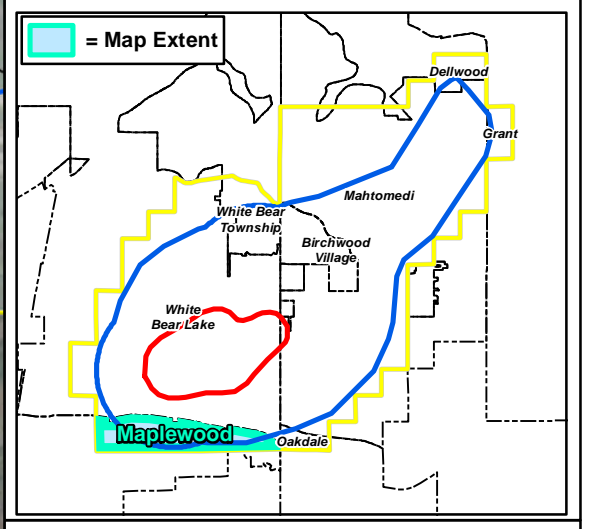 = Map Extent
Dellwood
Grant
Mahtomedi
White Bear
Township
Birchwood
Village
White
Bear Lake
Maplewood
Oakdale